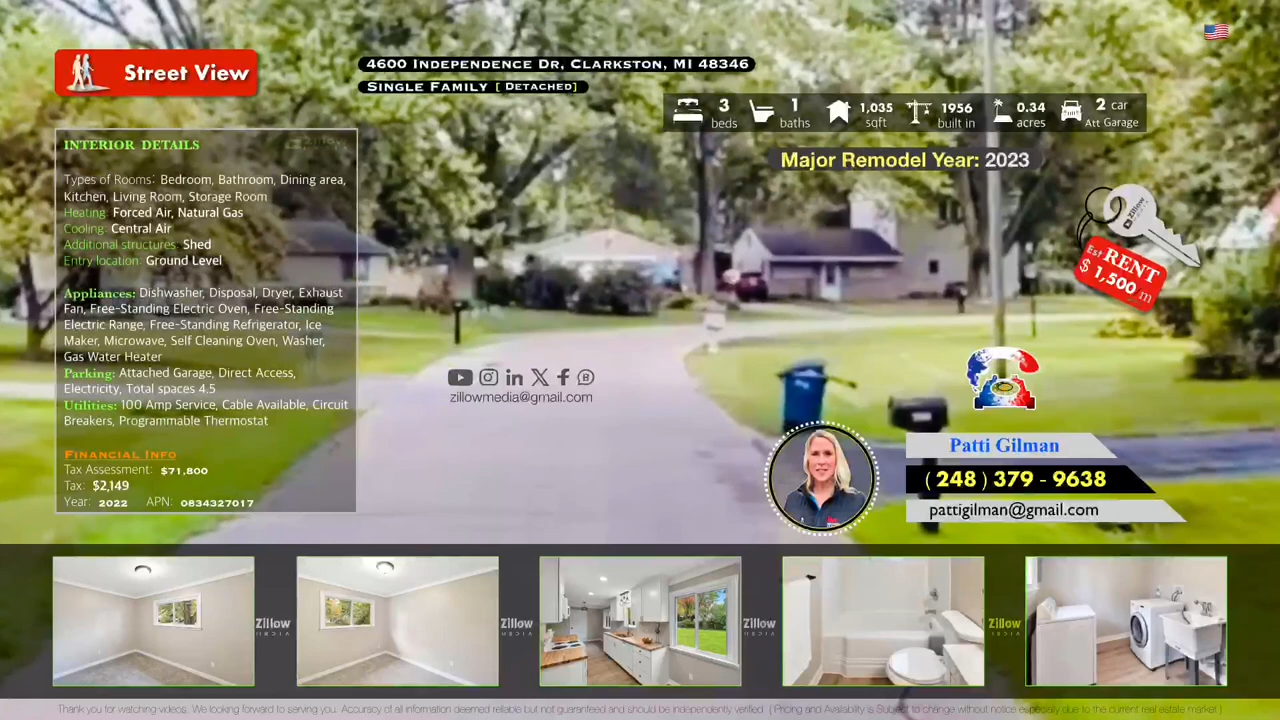 Street View
4600 Independence Dr, Clarkston, MI 48346
Single Family [ Detached]
3 beds
1 baths
1,035 sqft
1956 built in
0.34 acres
2 car Att Garage
Major Remodel Year: 2023
INTERIOR DETAILS
Types of Rooms: Bedroom, Bathroom, Dining area,
Kitchen, Living Room, Storage Room
Heating: Forced Air, Natural Gas
Cooling: Central Air
Additional structures: Shed
Entry location: Ground Level
Appliances: Dishwasher, Disposal, Dryer, Exhaust
Fan, Free-Standing Electric Oven, Free-Standing
Electric Range, Free-Standing Refrigerator, Ice
Maker, Microwave, Self Cleaning Oven, Washer,
Gas Water Heater
Parking: Attached Garage, Direct Access,
Electricity, Total spaces 4.5
Utilities: 100 Amp Service, Cable Available, Circuit
Breakers, Programmable Thermostat
Financial Info
Tax Assessment: $71,800
Tax: $2,149
Year: 2022 APN: 0834327017
Zillow
Est RENT
$ 1,500 m
zillowmedia@gmail.com
Patti Gilman
(248) 379 - 9638
pattigilman@gmail.com
Zillow
Zillow
Zillow
Zillow
Thank you for watching videos. We looking forward to serving you. Accuracy of all information deemed reliable but not guaranteed and should be independently verified. ( Pricing and Availability is Subject to change without notice especially due to the current real estate market )